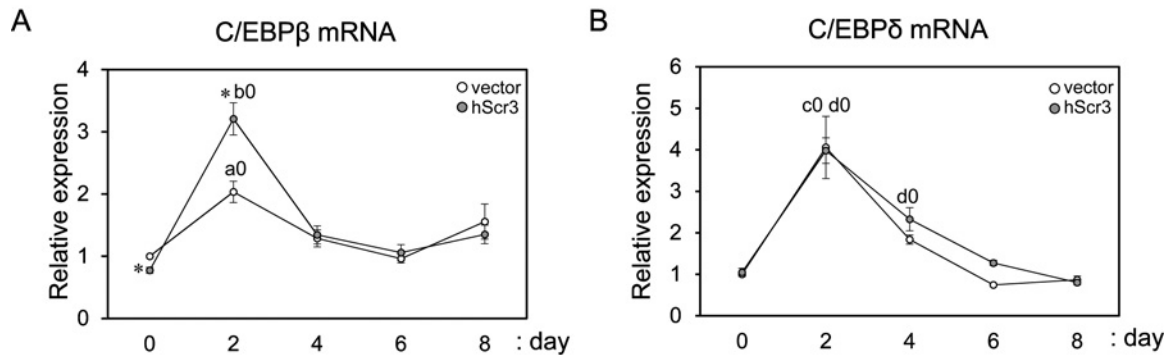 A
C/EBPβ mRNA
Relative expression
4
3
2
1
0
vector
hScr3
*b0
a0
*
0 2 4 6 8 : day
B
C/EBPδ mRNA
Relative expression
6
5
4
3
2
1
0
vector
hScr3
c0 d0
d0
0 2 4 6 8 : day